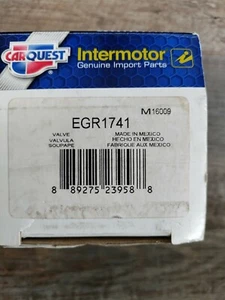 CARQUEST
Intermotor
Genuine Import Parts
M16009
EGR1741
VALVE
VALVULA
SOUPAPE
MADE IN MEXICO
HECHO EN MEXICO
FABRIQUE AUX MEXICO
8 89275 23958 8